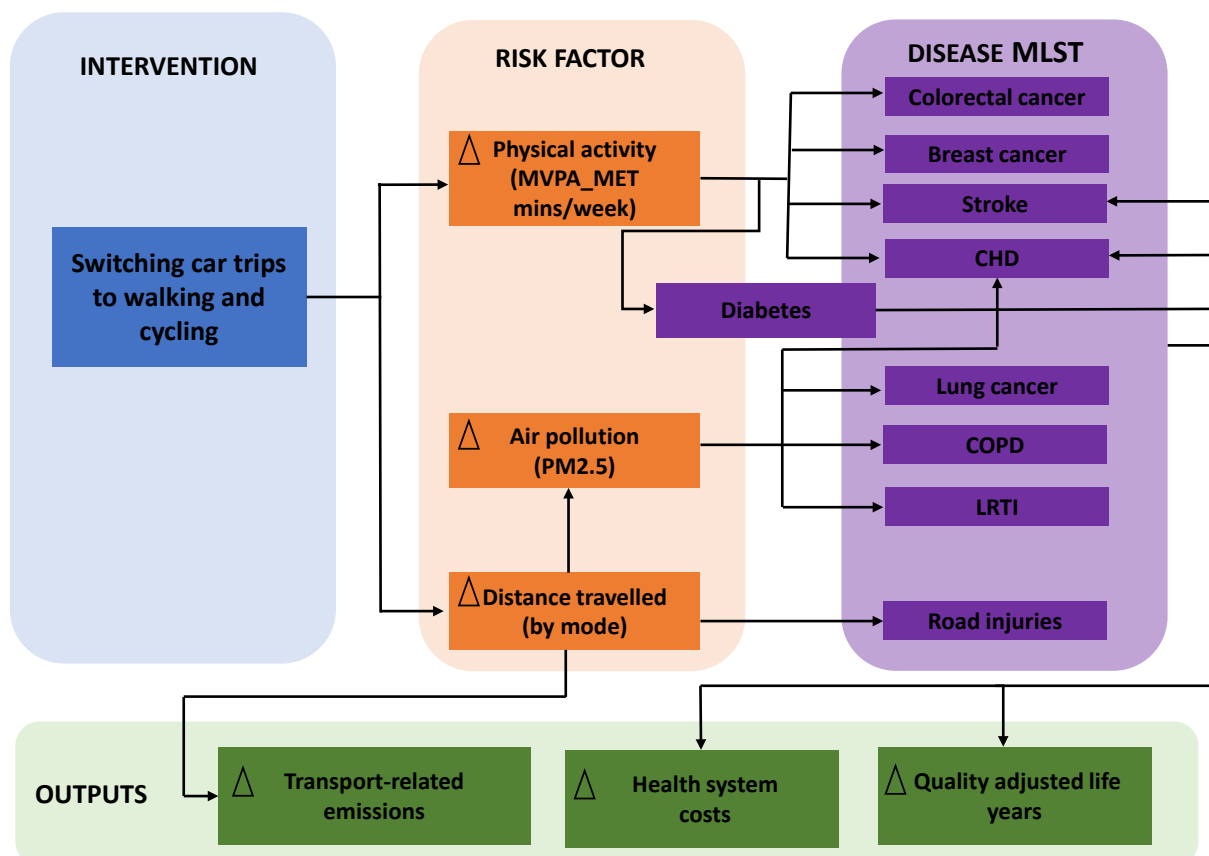 INTERVENTION
Switching car trips
to walking and
cycling
RISK FACTOR
Physical activity
(MVPA_MET
mins/week)
Air pollution
(PM2.5)
Distance travelled
(by mode)
DISEASE MLST
Colorectal cancer
Breast cancer
Stroke
CHD
Diabetes
Lung cancer
COPD
LRTI
Road injuries
OUTPUTS
Transport-related
emissions
Health system
costs
Quality adjusted life
years